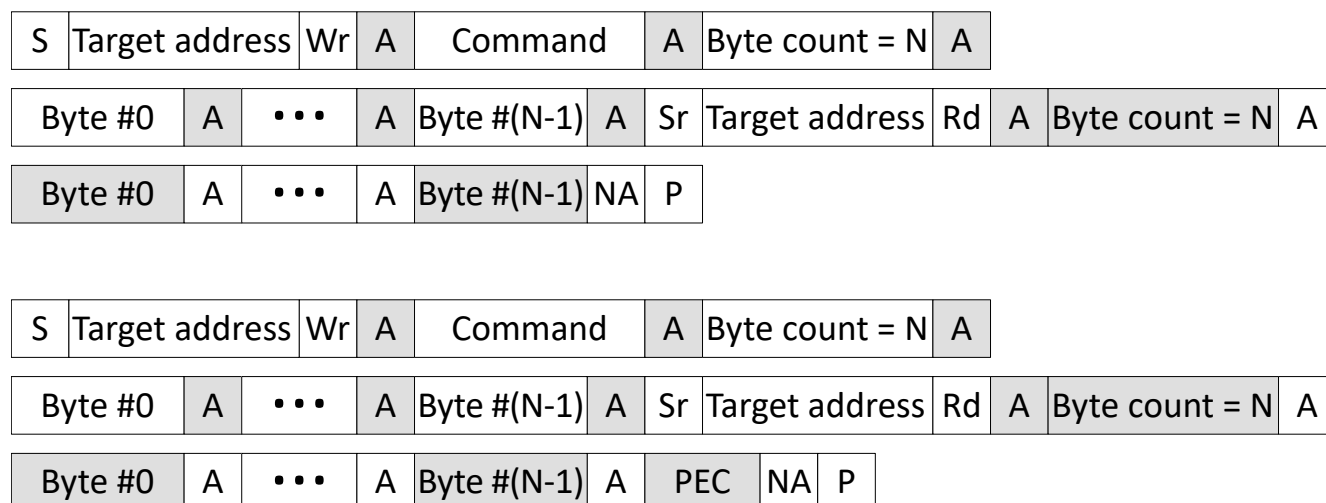 S Target address Wr A Command A Byte count = N A
Byte #0 A ••• A Byte #(N-1) A Sr Target address Rd A Byte count = N A
Byte #0 A ••• A Byte #(N-1) NA P
S Target address Wr A Command A Byte count = N A
Byte #0 A ••• A Byte #(N-1) A Sr Target address Rd A Byte count = N A
Byte #0 A ••• A Byte #(N-1) A PEC NA P